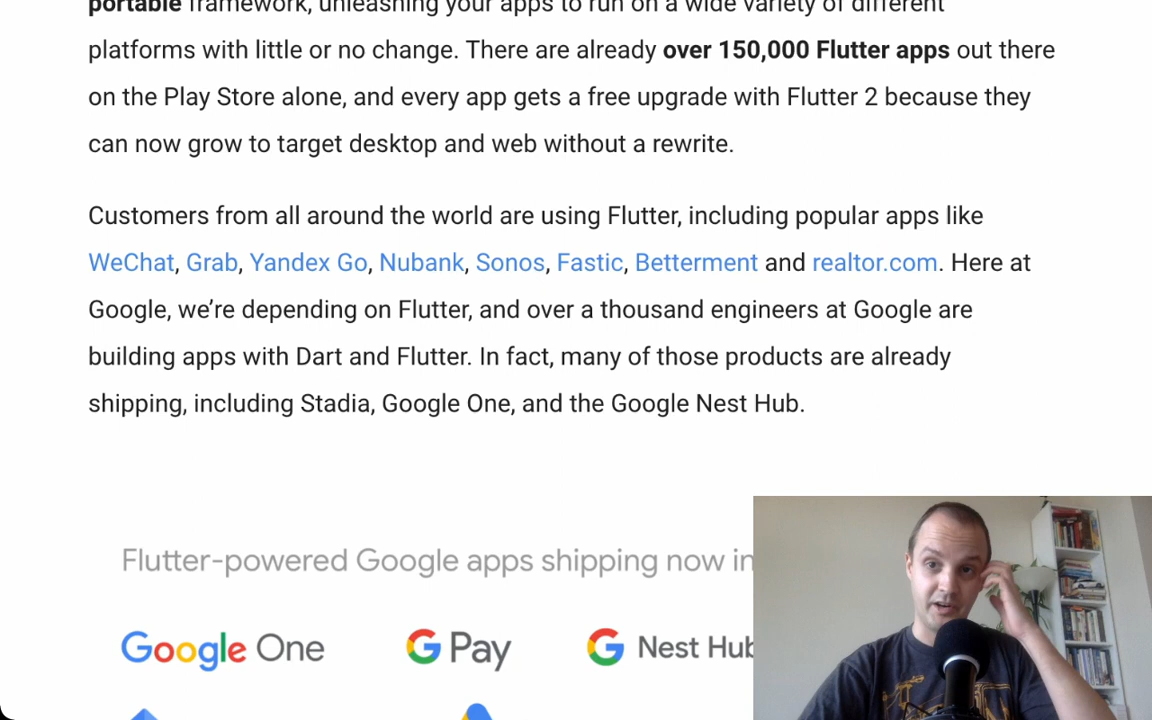 portable framework, unleashing your apps to run on a wide variety of different
platforms with little or no change. There are already over 150,000 Flutter apps out there
on the Play Store alone, and every app gets a free upgrade with Flutter 2 because they
can now grow to target desktop and web without a rewrite.
Customers from all around the world are using Flutter, including popular apps like
WeChat, Grab, Yandex Go, Nubank, Sonos, Fastic, Betterment and realtor.com. Here at
Google, we’re depending on Flutter, and over a thousand engineers at Google are
building apps with Dart and Flutter. In fact, many of those products are already
shipping, including Stadia, Google One, and the Google Nest Hub.
Flutter-powered Google apps shipping now in
Google One G Pay G Nest Hub